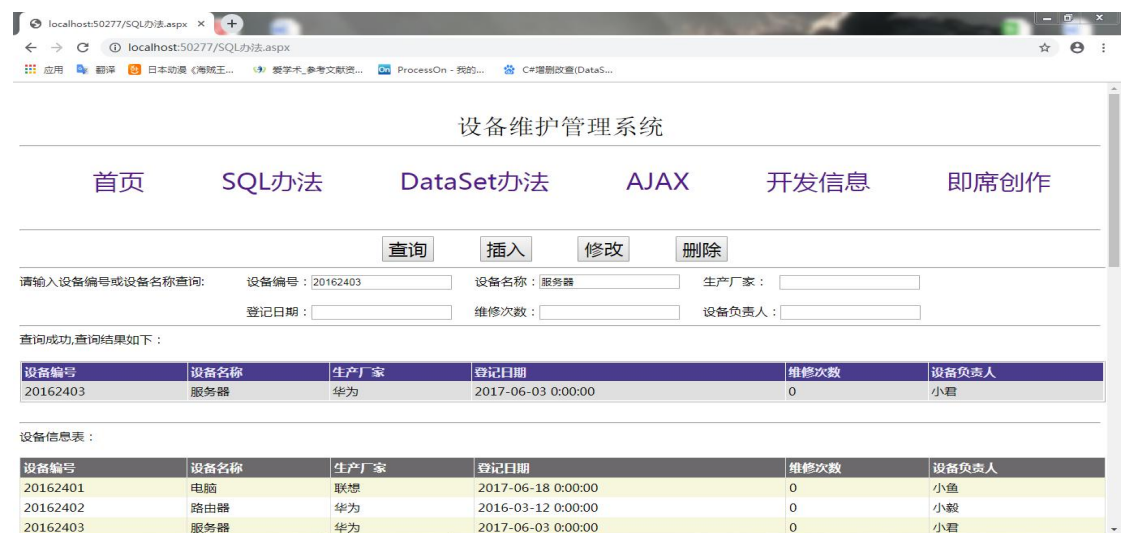 localhost:50277/SQL办法.aspx
localhost:50277/SQL办法.aspx
应用 翻译 日本动漫《海贼王... 爱学术_参考文献资... ProcessOn - 我的... C#增删改查(DataS...
设备维护管理系统
首页 SQL办法 DataSet办法 AJAX 开发信息 即席创作
查询 插入 修改 删除
请输入设备编号或设备名称查询: 设备编号：20162403 设备名称：服务器 生产厂家：
登记日期： 维修次数： 设备负责人：
查询成功,查询结果如下：
设备编号 设备名称 生产厂家 登记日期 维修次数 设备负责人
20162403 服务器 华为 2017-06-03 0:00:00 0 小君
设备信息表：
设备编号 设备名称 生产厂家 登记日期 维修次数 设备负责人
20162401 电脑 联想 2017-06-18 0:00:00 0 小鱼
20162402 路由器 华为 2016-03-12 0:00:00 0 小毅
20162403 服务器 华为 2017-06-03 0:00:00 0 小君